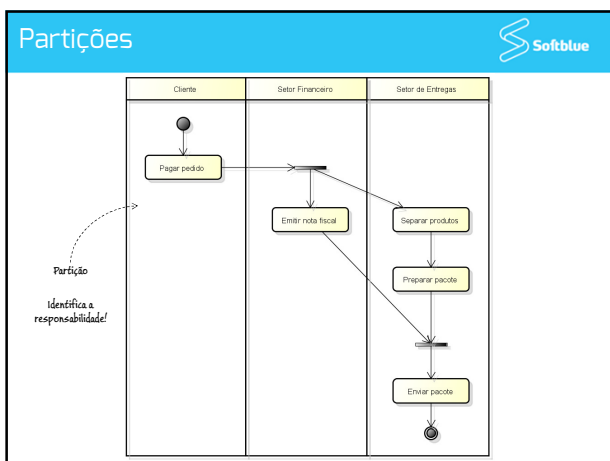 Partições
Softblue
Cliente
Setor Financeiro
Setor de Entregas
Pagar pedido
Emitir nota fiscal
Separar produtos
Preparar pacote
Partição
Identifica a
responsabilidade!
Enviar pacote